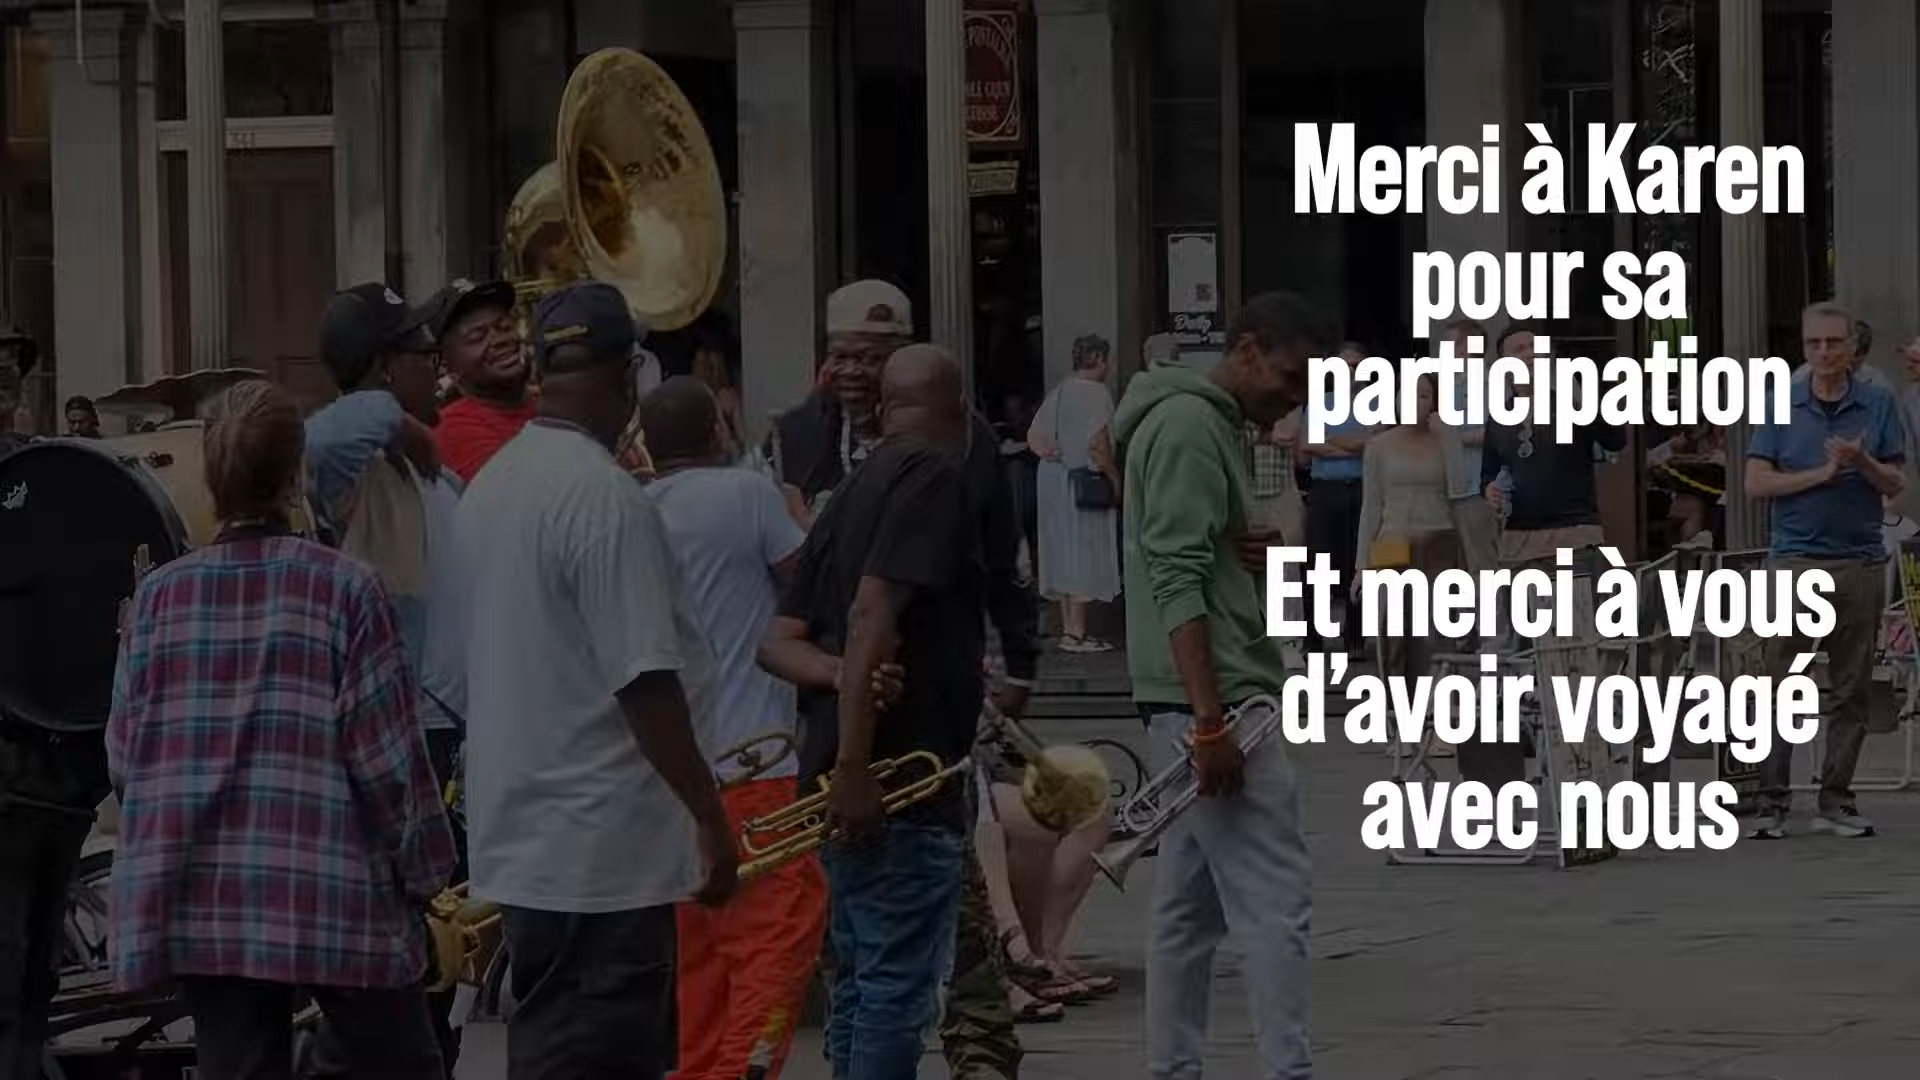 Merci à Karen
pour sa
participation
Et merci à vous
d’avoir voyagé
avec nous